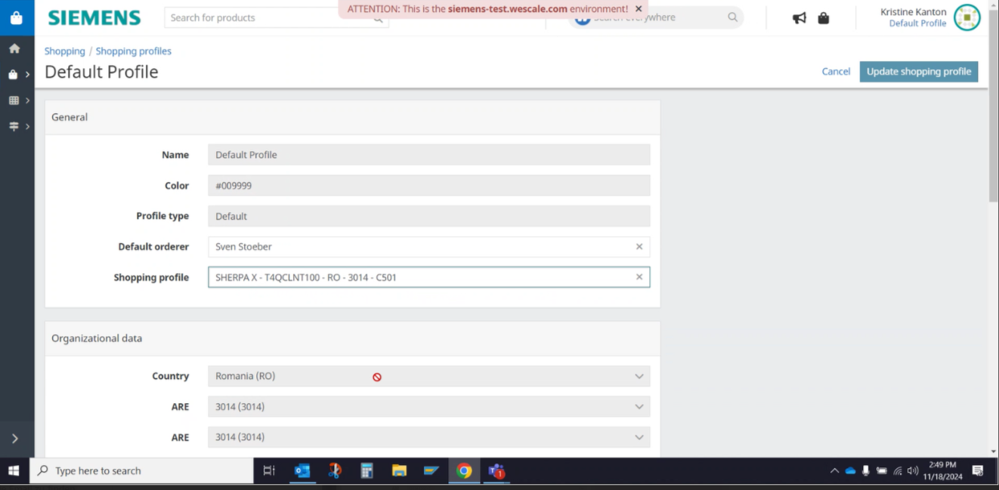 ATTENTION: This is the siemens-test.wescale.com environment!
SIEMENS
Search for products
Search everywhere
Kristine Kanton
Default Profile
Shopping / Shopping profiles
Default Profile
Cancel
Update shopping profile
General
Name
Default Profile
Color
#009999
Profile type
Default
Default orderer
Sven Stoeber
Shopping profile
SHERPA X - T4QCLNT100 - RO - 3014 - C501
Organizational data
Country
Romania (RO)
ARE
3014 (3014)
ARE
3014 (3014)
Type here to search
1
2:49 PM
11/18/2024